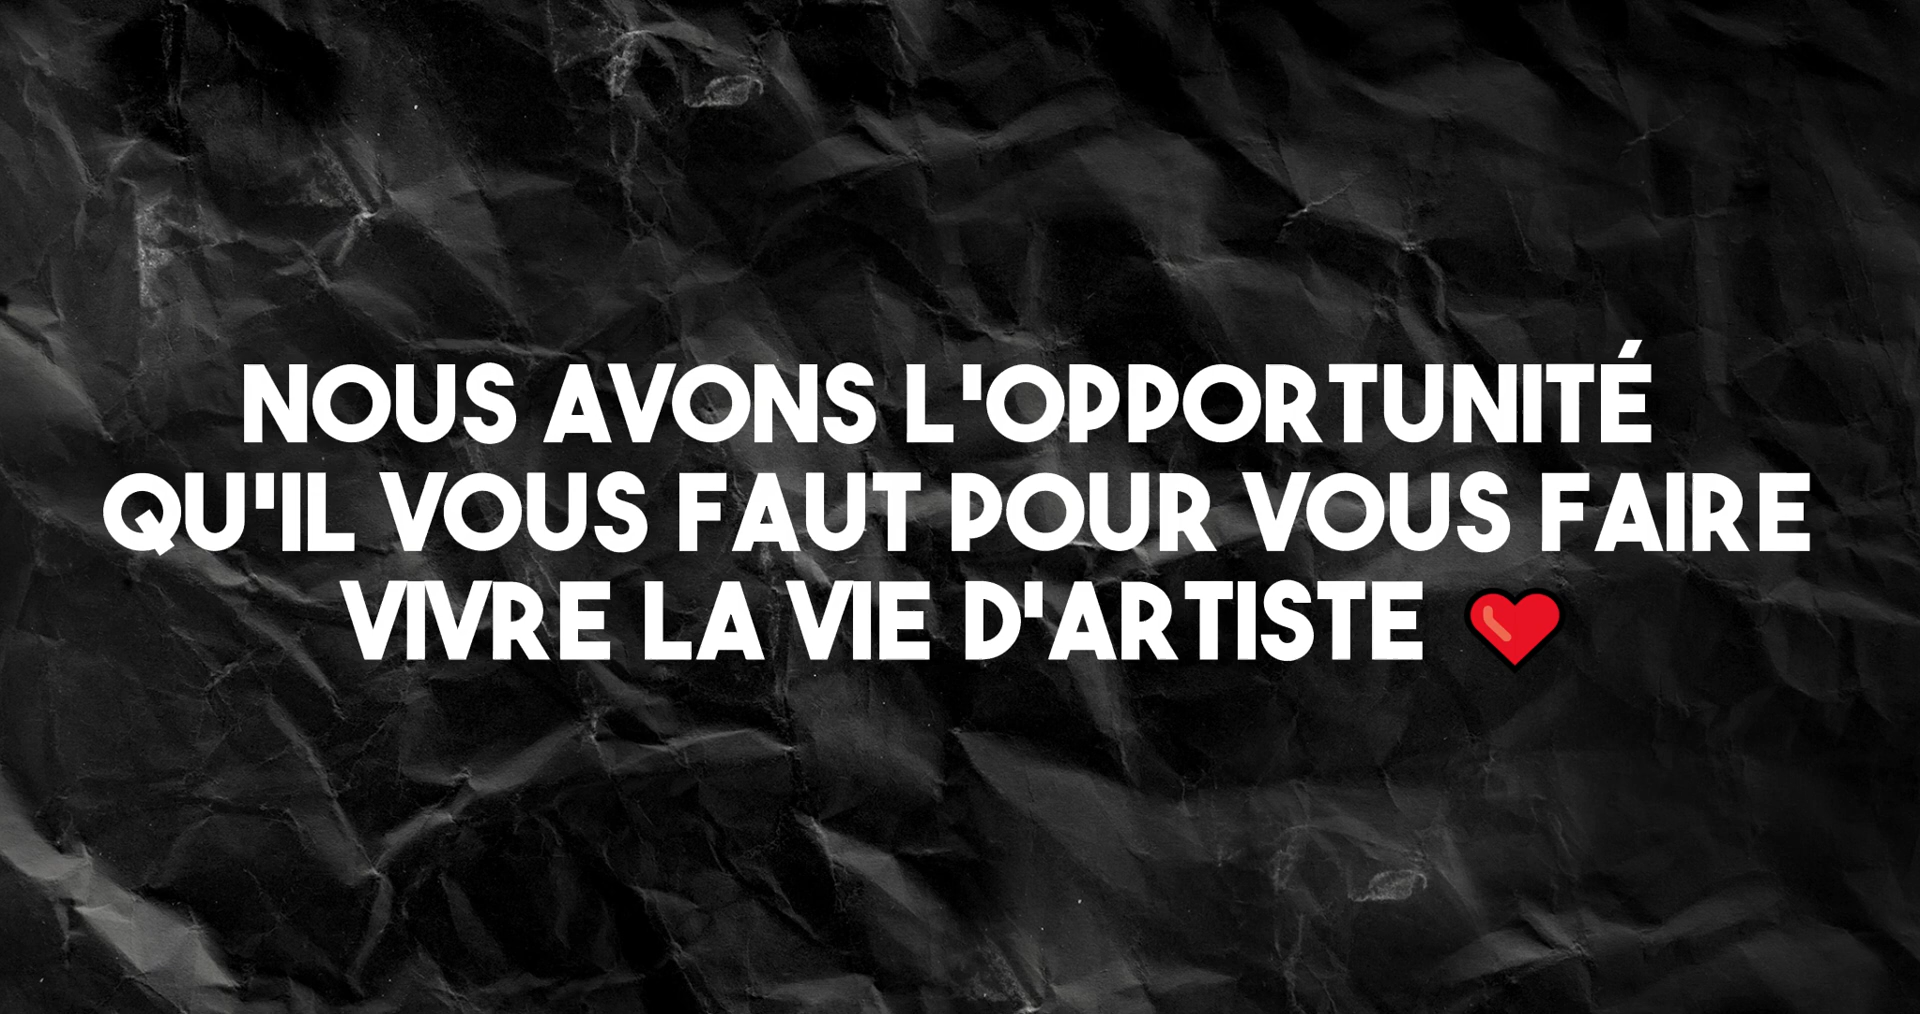 NOUS AVONS L'OPPORTUNITÉ
QU'IL VOUS FAUT POUR VOUS FAIRE
VIVRE LA VIE D'ARTISTE ❤️